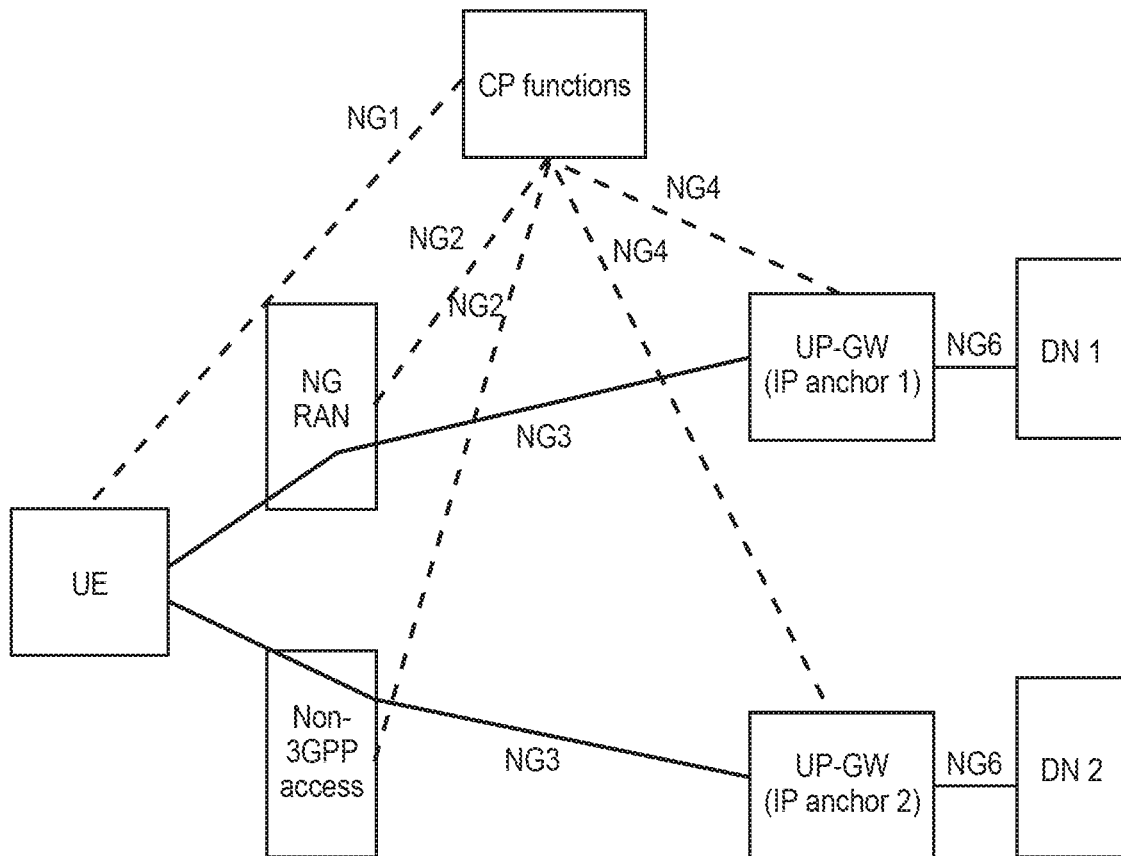 CP functions
NG1
NG4
NG2
NG4
NG2
NG
RAN
UP-GW
(IP anchor 1)
NG6
DN 1
NG3
UE
Non-
3GPP
access
NG3
UP-GW
(IP anchor 2)
NG6
DN 2